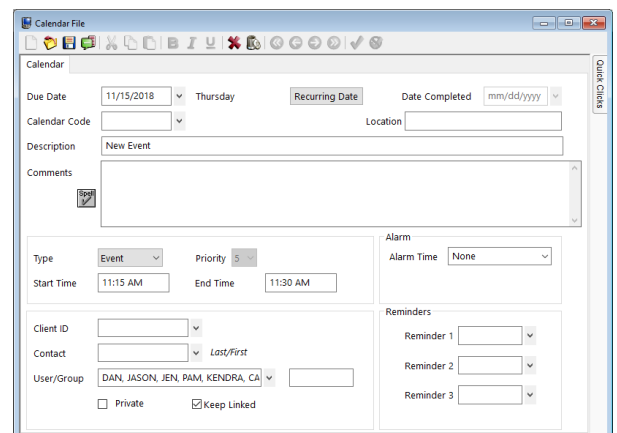 Calendar File
B I U
Calendar
Quick Clicks
Due Date 11/15/2018 Thursday Recurring Date Date Completed mm/dd/yyyy
Calendar Code Location
Description New Event
Comments
Spell
Alarm
Type Event Priority 5 Alarm Time None
Start Time 11:15 AM End Time 11:30 AM
Reminders
Client ID Reminder 1
Contact Last/First
Reminder 2
User/Group DAN, JASON, JEN, PAM, KENDRA, CA
Reminder 3
Private Keep Linked